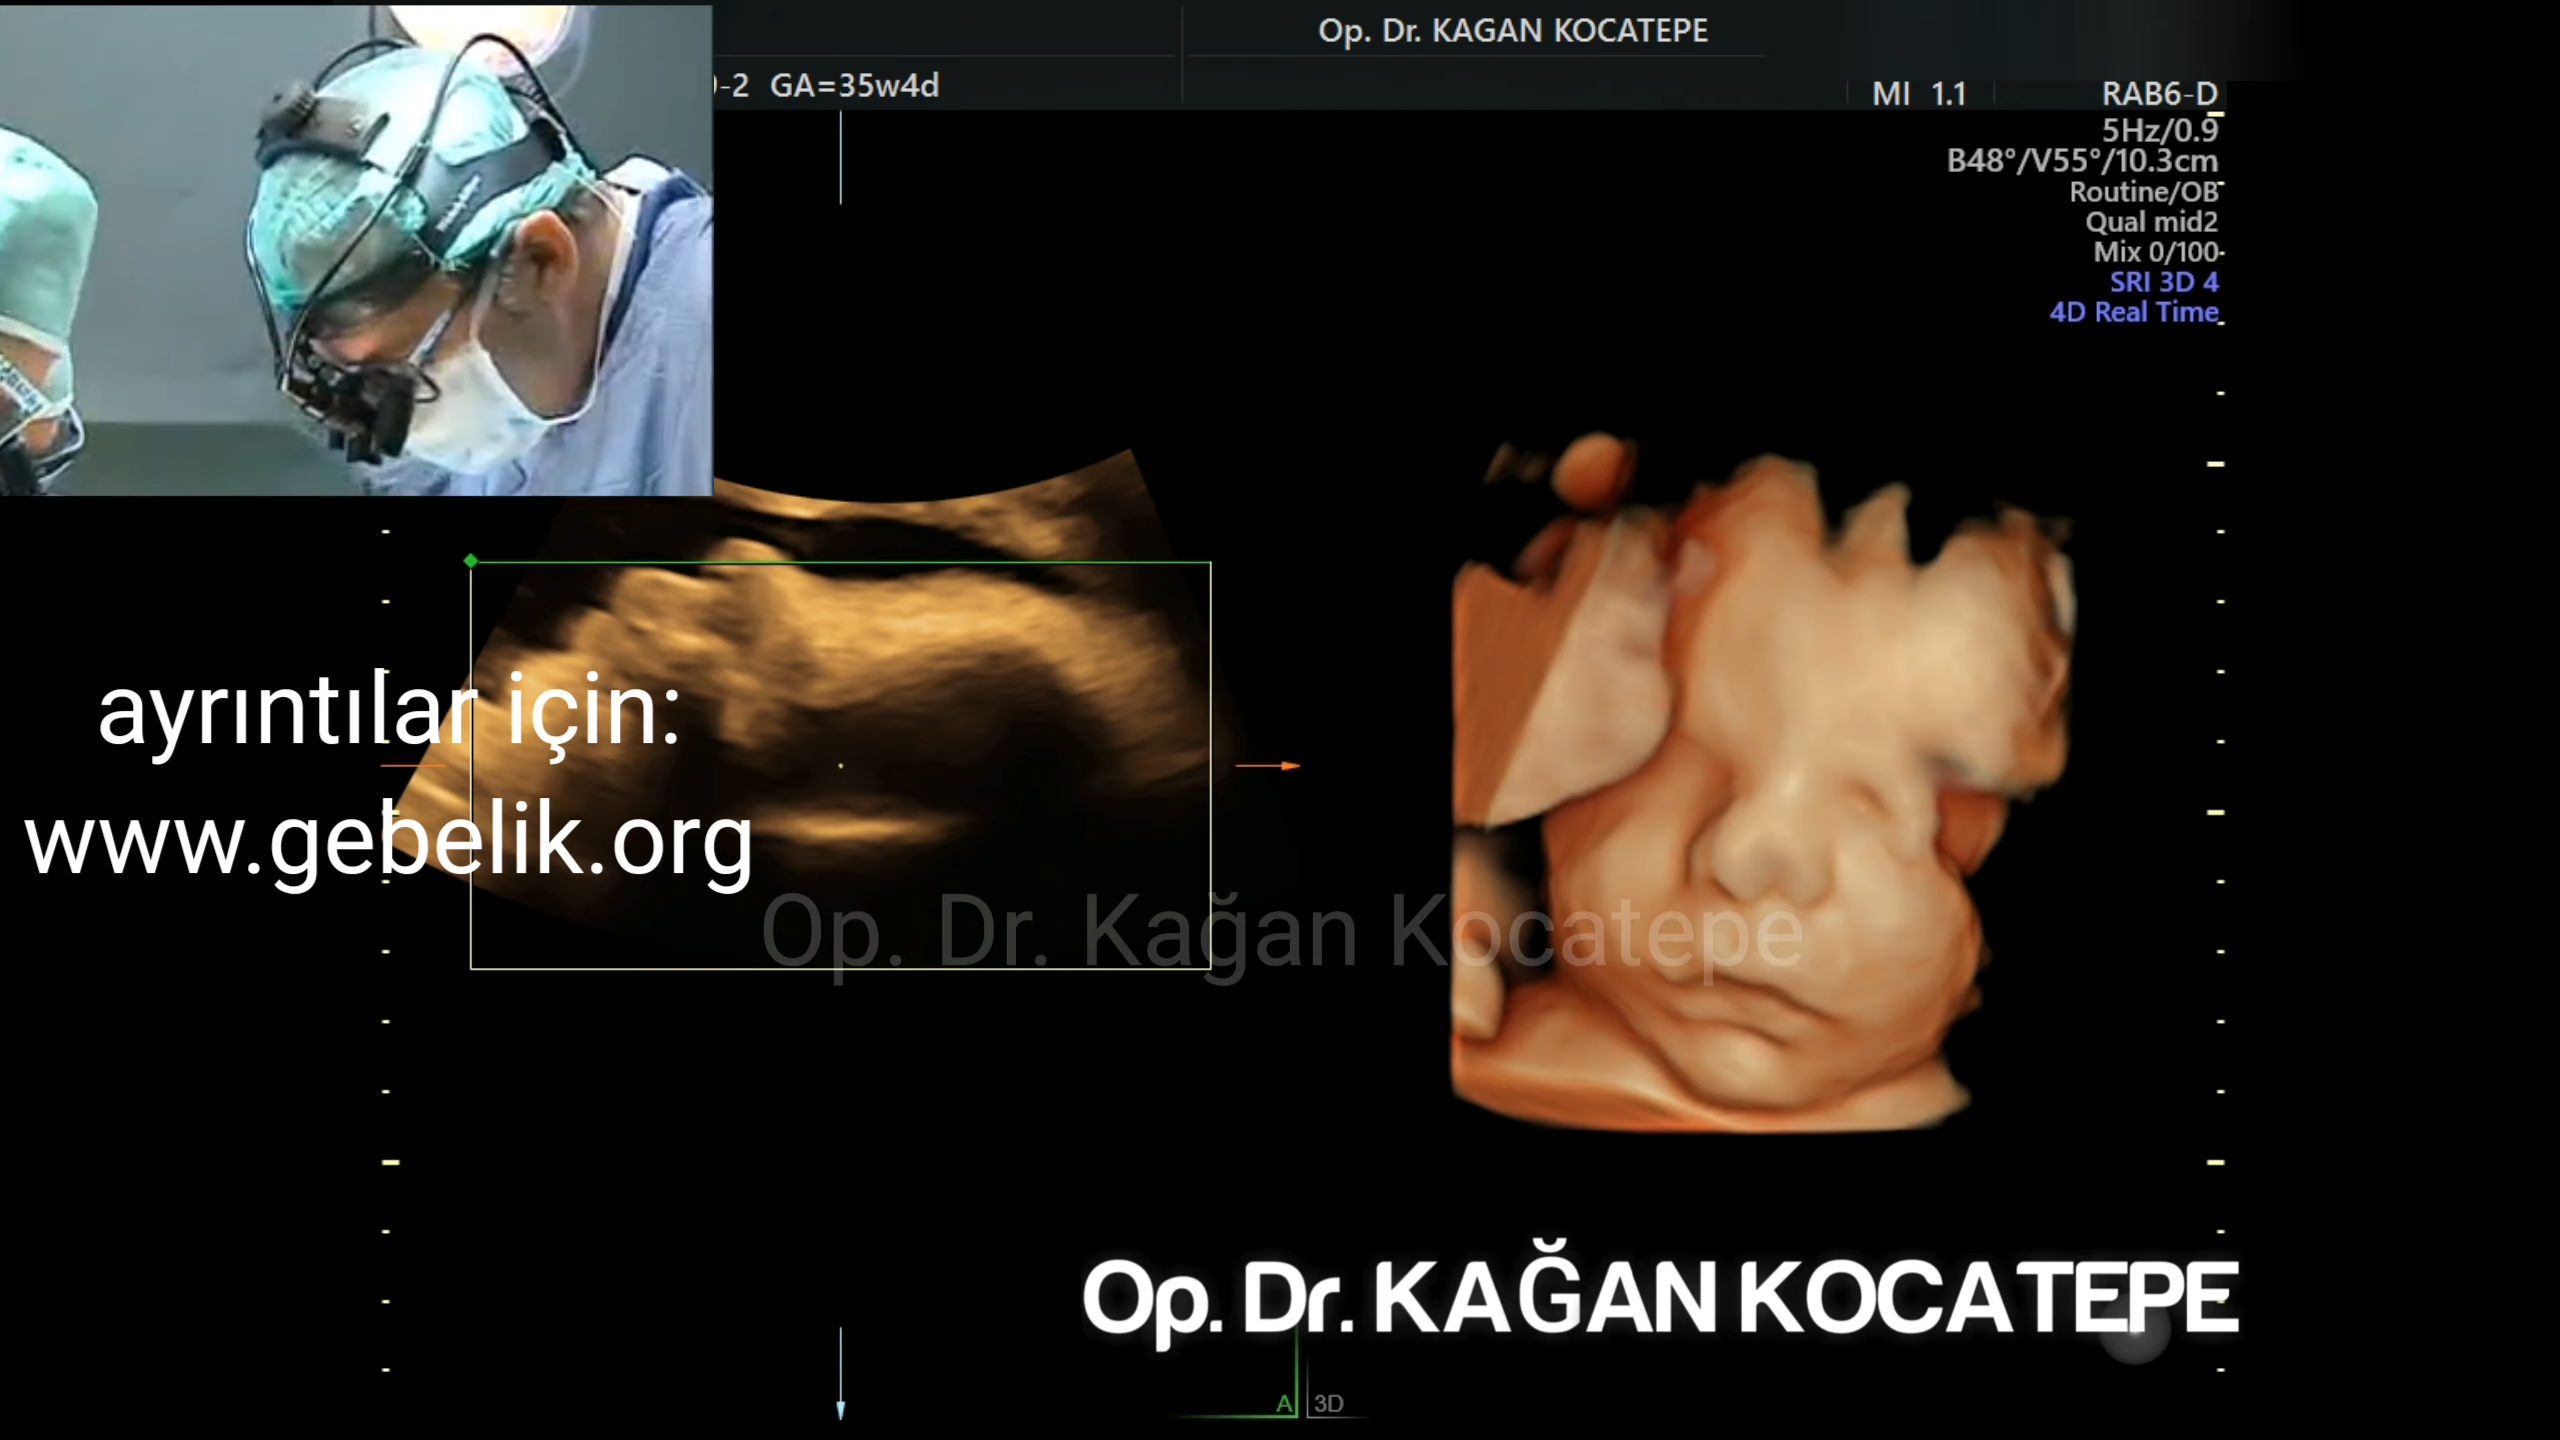 Op. Dr. KAGAN KOCATEPE
-2 GA=35w4d
MI 1.1
RAB6-D
5Hz/0.9
B48°/V55°/10.3cm
Routine/OB
Qual mid2
Mix 0/100
SRI 3D 4
4D Real Time
ayrıntılar için:
www.gebelik.org
Op. Dr. Kağan Kocatepe
Op. Dr. KAĞAN KOCATEPE
A 3D